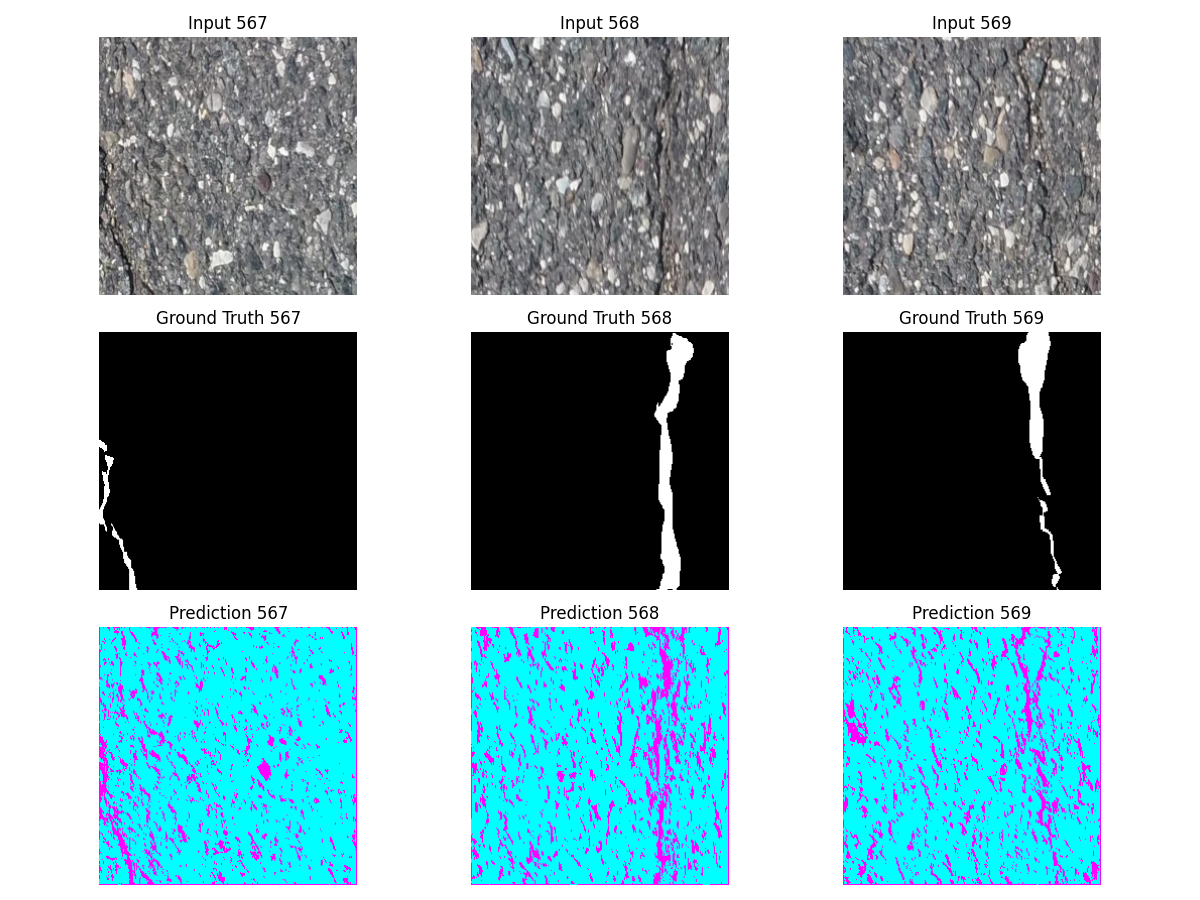 Input 567
Input 568
Input 569
Ground Truth 567
Ground Truth 568
Ground Truth 569
Prediction 567
Prediction 568
Prediction 569